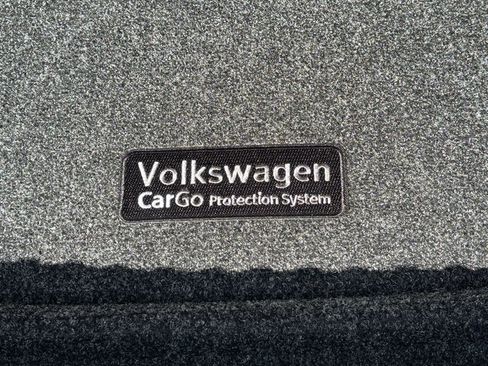 Volkswagen
CarGo Protection System